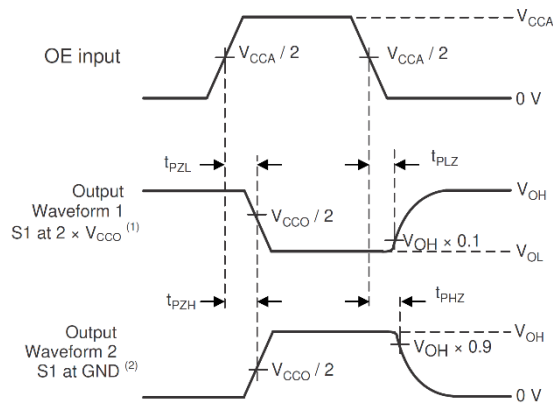 V_CCA
OE input
V_CCA / 2
V_CCA / 2
0 V
t_PZL
t_PLZ
Output
Waveform 1
S1 at 2 × V_CCO (1)
V_OH
V_CCO / 2
V_OH × 0.1
V_OL
t_PZH
t_PHZ
Output
Waveform 2
S1 at GND (2)
V_OH
V_OH × 0.9
V_CCO / 2
0 V